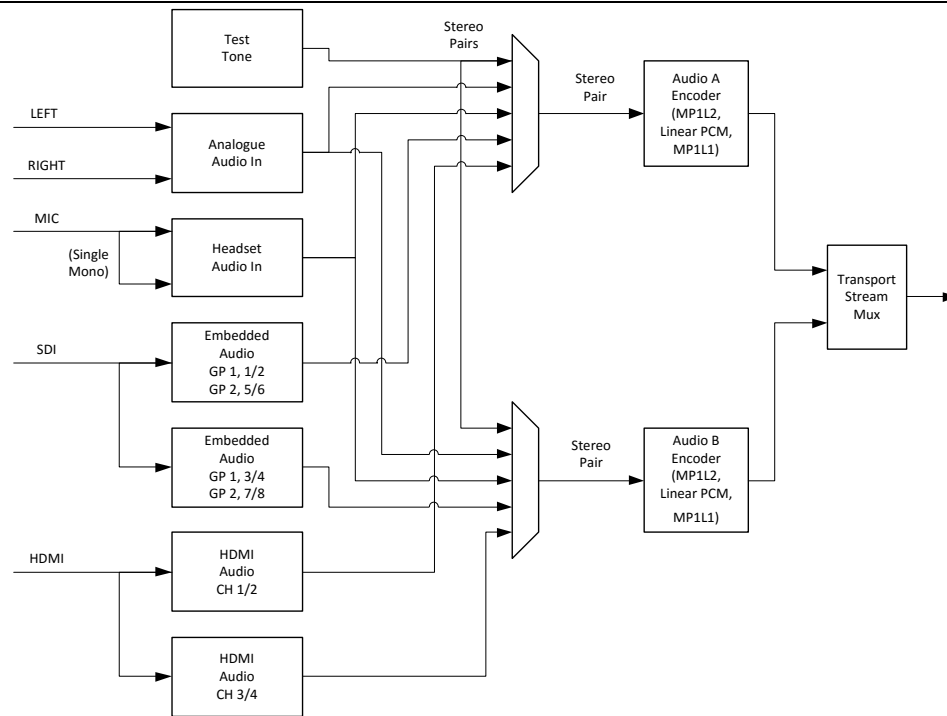 Test
Tone
Stereo
Pairs
Stereo
Pair
Audio A
Encoder
(MP1L2,
Linear PCM,
MP1L1)
LEFT
RIGHT
Analogue
Audio In
MIC
(Single
Mono)
Headset
Audio In
Transport
Stream
Mux
SDI
Embedded
Audio
GP 1, 1/2
GP 2, 5/6
Embedded
Audio
GP 1, 3/4
GP 2, 7/8
Stereo
Pair
Audio B
Encoder
(MP1L2,
Linear PCM,
MP1L1)
HDMI
HDMI
Audio
CH 1/2
HDMI
Audio
CH 3/4